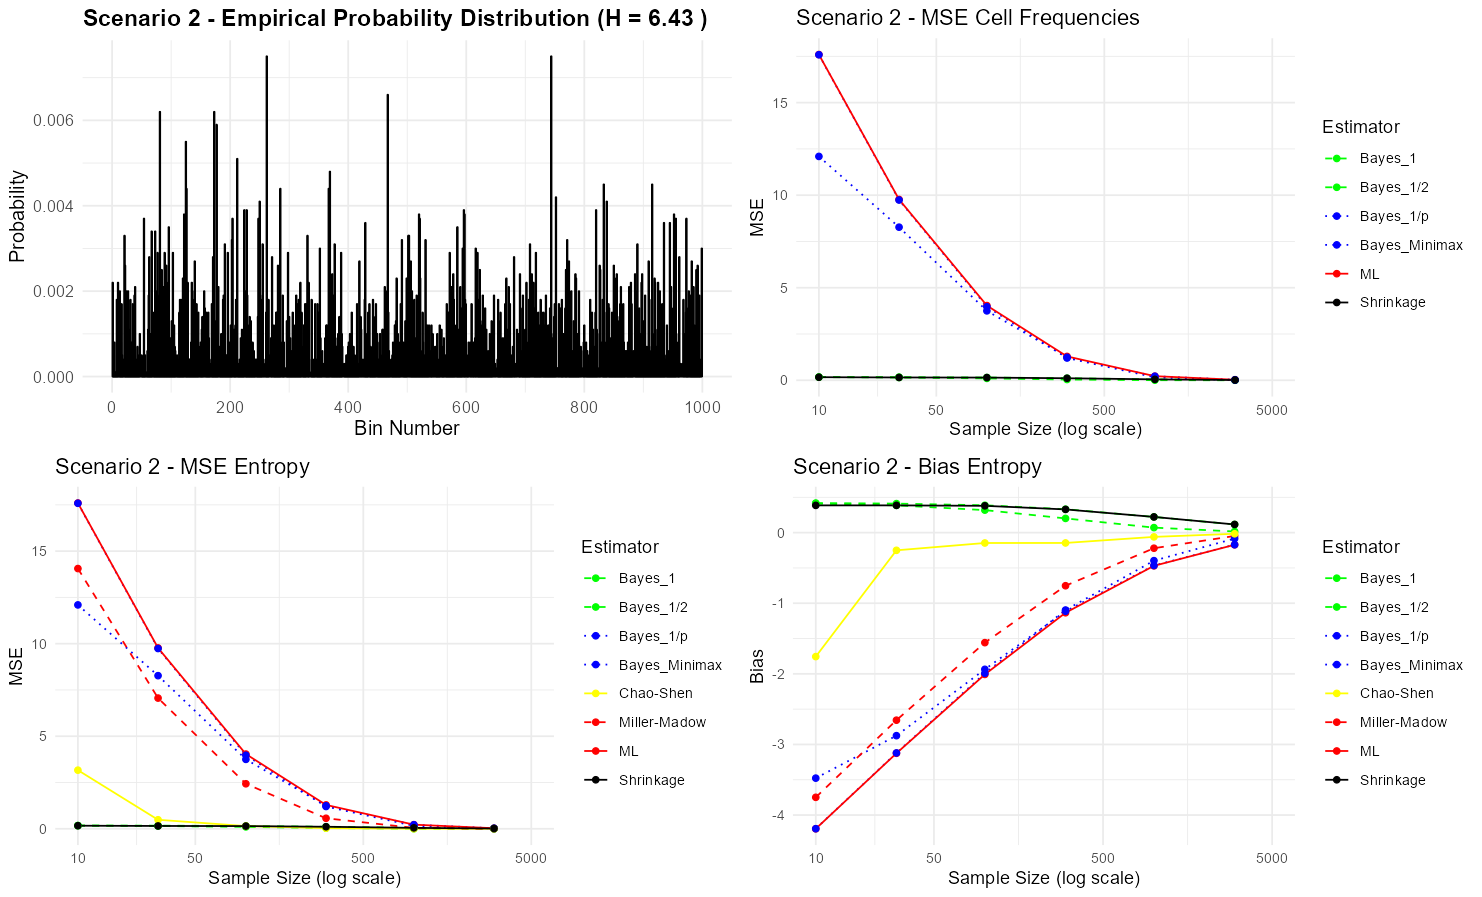 Scenario 2 - Empirical Probability Distribution (H = 6.43 )
Probability
0.006
0.004
0.002
0.000
0
200
400
600
800
1000
Bin Number
Scenario 2 - MSE Cell Frequencies
MSE
15
10
5
0
10
50
500
5000
Sample Size (log scale)
Estimator
Bayes_1
Bayes_1/2
Bayes_1/p
Bayes_Minimax
ML
Shrinkage
Scenario 2 - MSE Entropy
MSE
15
10
5
0
10
50
500
5000
Sample Size (log scale)
Estimator
Bayes_1
Bayes_1/2
Bayes_1/p
Bayes_Minimax
Chao-Shen
Miller-Madow
ML
Shrinkage
Scenario 2 - Bias Entropy
Bias
0
-1
-2
-3
-4
10
50
500
5000
Sample Size (log scale)
Estimator
Bayes_1
Bayes_1/2
Bayes_1/p
Bayes_Minimax
Chao-Shen
Miller-Madow
ML
Shrinkage